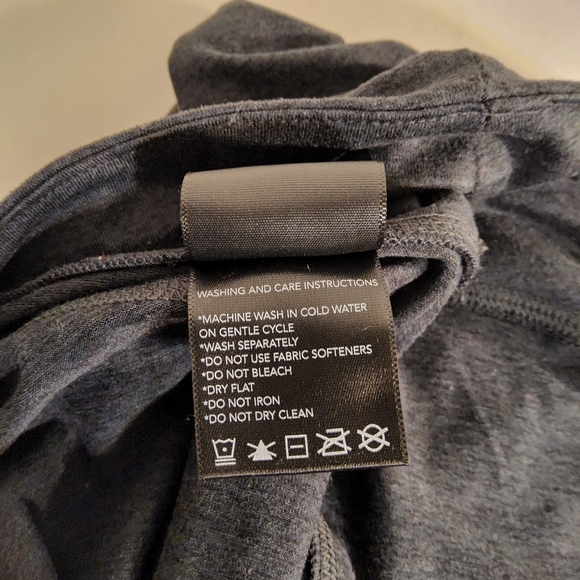 WASHING AND CARE INSTRUCTIONS
*MACHINE WASH IN COLD WATER
ON GENTLE CYCLE
*WASH SEPARATELY
*DO NOT USE FABRIC SOFTENERS
*DO NOT BLEACH
*DRY FLAT
*DO NOT IRON
*DO NOT DRY CLEAN